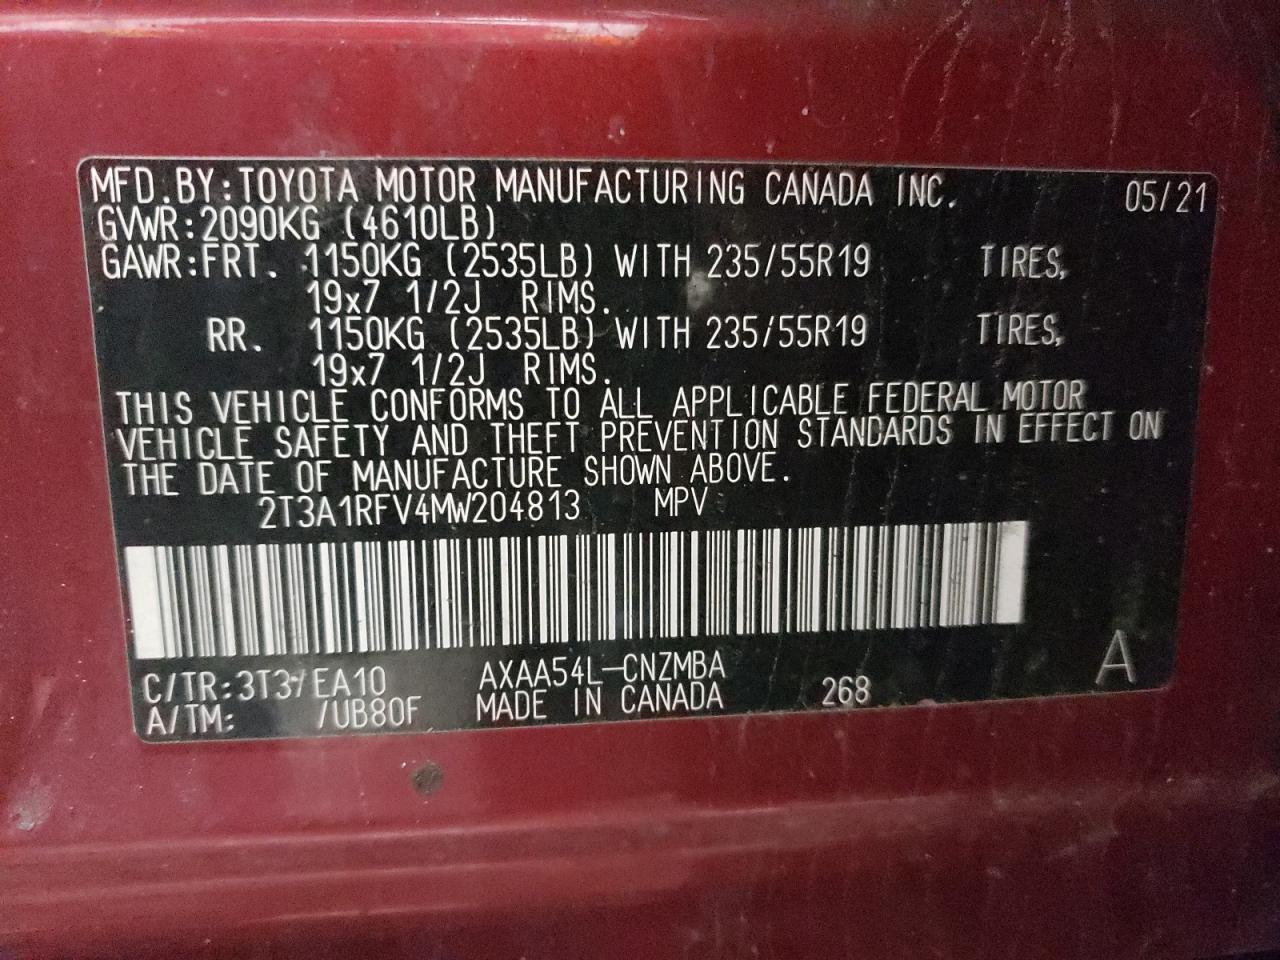 MFD.BY:TOYOTA MOTOR MANUFACTURING CANADA INC. 05/21
GVWR:2090KG (4610LB)
GAWR:FRT. 1150KG (2535LB) WITH 235/55R19 TIRES,
19x7 1/2J RIMS.
RR. 1150KG (2535LB) WITH 235/55R19 TIRES,
19x7 1/2J RIMS.
THIS VEHICLE CONFORMS TO ALL APPLICABLE FEDERAL MOTOR
VEHICLE SAFETY AND THEFT PREVENTION STANDARDS IN EFFECT ON
THE DATE OF MANUFACTURE SHOWN ABOVE.
2T3A1RFV4MW204813 MPV
C/TR:3T3/EA10 AXAA54L-CNZMBA A
A/TM: /UB80F MADE IN CANADA 268